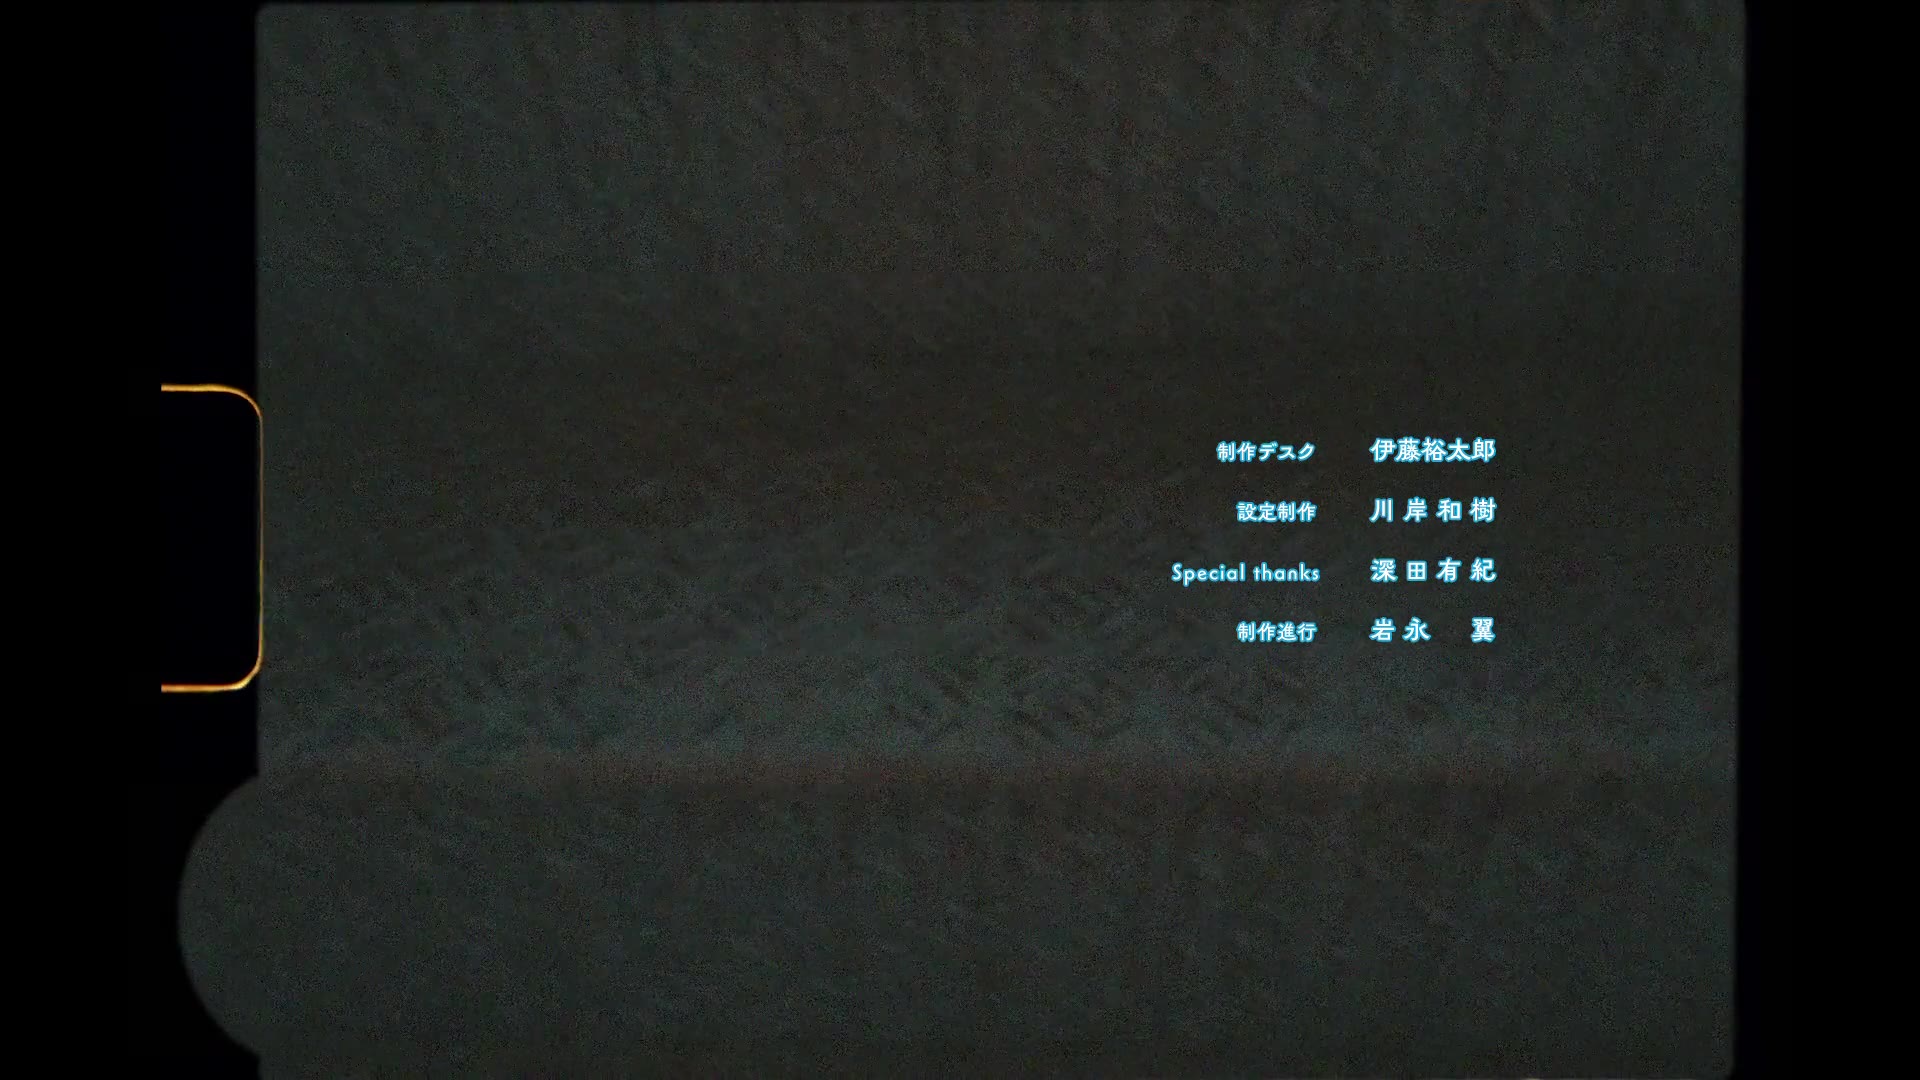 制作デスク 伊藤裕太郎
設定制作 川岸和樹
Special thanks 深田有紀
制作進行 岩永 翼